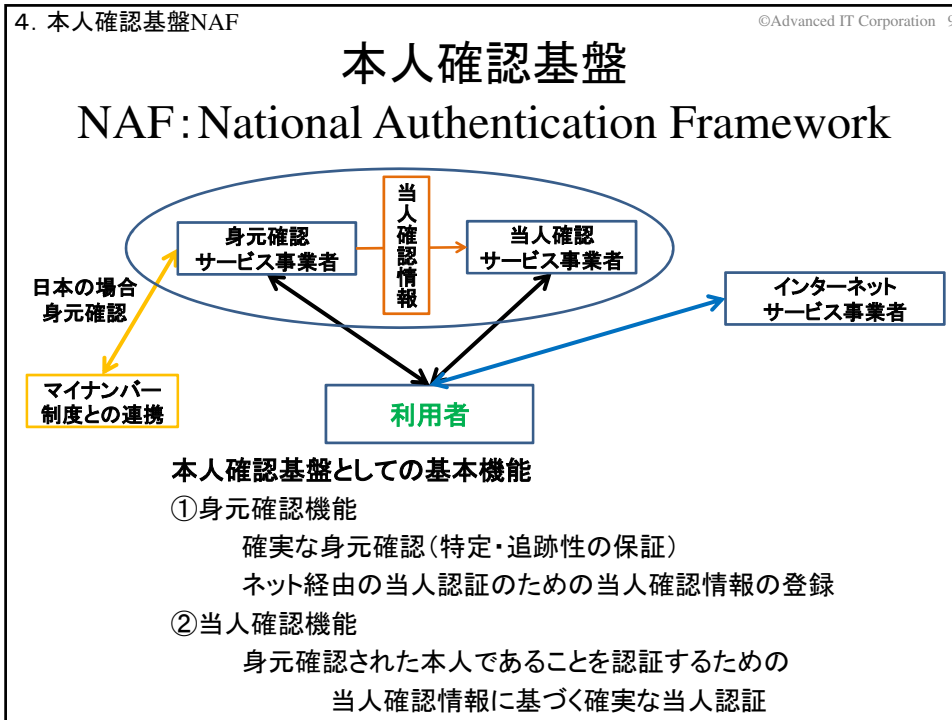 4．本人確認基盤NAF
©Advanced IT Corporation 9
本人確認基盤
NAF：National Authentication Framework
身元確認
サービス事業者
当人確認情報
当人確認
サービス事業者
日本の場合
身元確認
インターネット
サービス事業者
マイナンバー
制度との連携
利用者
本人確認基盤としての基本機能
①身元確認機能
確実な身元確認（特定・追跡性の保証）
ネット経由の当人認証のための当人確認情報の登録
②当人確認機能
身元確認された本人であることを認証するための
当人確認情報に基づく確実な当人認証